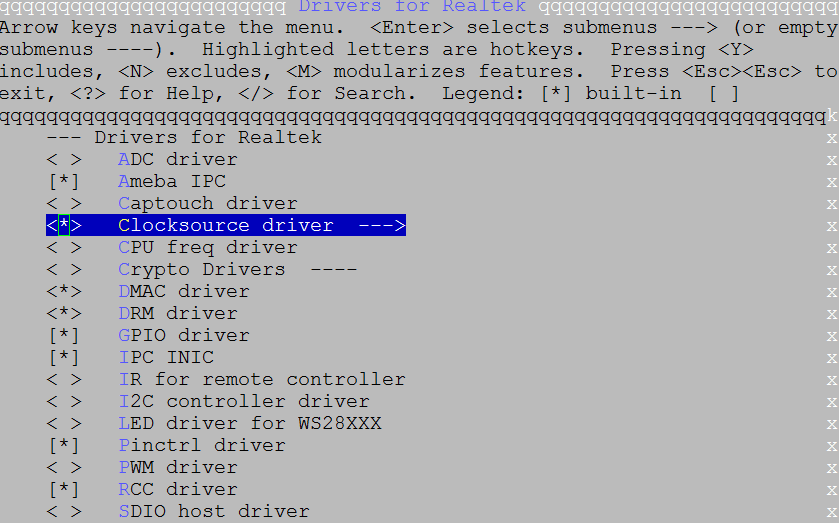 qqqqqqqqqqqqqqqqqqqqqqqq Drivers for Realtek qqqqqqqqqqqqqqqqqqqqqqqqq
Arrow keys navigate the menu.  <Enter> selects submenus ---> (or empty
submenus ----).  Highlighted letters are hotkeys.  Pressing <Y>
includes, <N> excludes, <M> modularizes features.  Press <Esc><Esc> to
exit, <?> for Help, </> for Search.  Legend: [*] built-in  [ ]
qqqqqqqqqqqqqqqqqqqqqqqqqqqqqqqqqqqqqqqqqqqqqqqqqqqqqqqqqqqqqqqqqqqqqk
--- Drivers for Realtek x
< >   ADC driver x
[*]   Ameba IPC x
< >   Captouch driver x
<*>   Clocksource driver  ---> x
< >   CPU freq driver x
< >   Crypto Drivers  ---- x
<*>   DMAC driver x
<*>   DRM driver x
[*]   GPIO driver x
[*]   IPC INIC x
< >   IR for remote controller x
< >   I2C controller driver x
< >   LED driver for WS28XXX x
[*]   Pinctrl driver x
< >   PWM driver x
[*]   RCC driver x
< >   SDIO host driver x